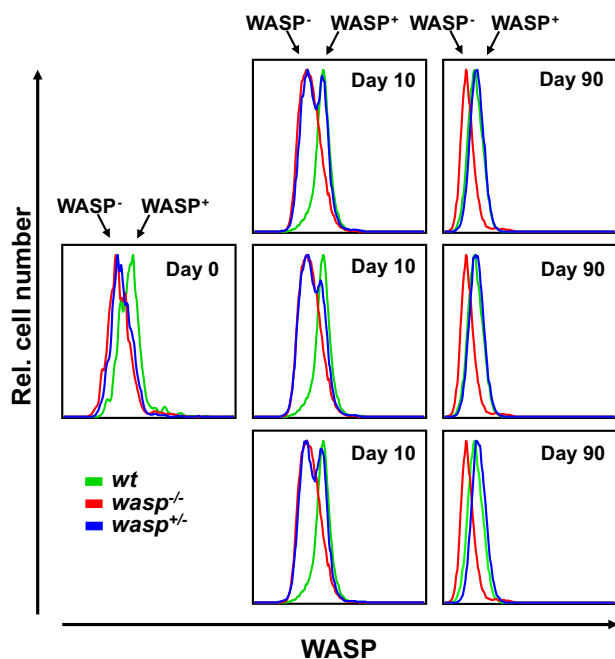 WASP- WASP+ WASP- WASP+
Day 10 Day 90
WASP- WASP+
Day 0 Day 10 Day 90
Day 10 Day 90
wt
wasp-/-
wasp+/-
Rel. cell number
WASP